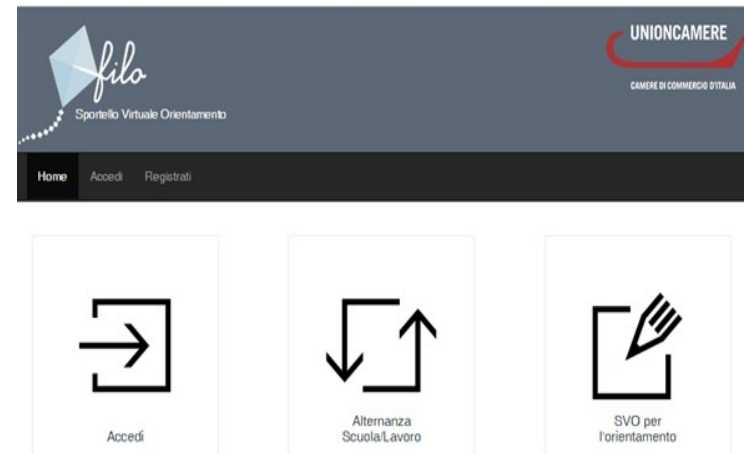 filo
Sportello Virtuale Orientamento
UNIONCAMERE
CAMERE DI COMMERCIO D'ITALIA
Home Accedi Registrati
Accedi
Alternanza
Scuola/Lavoro
SVO per
l'orientamento